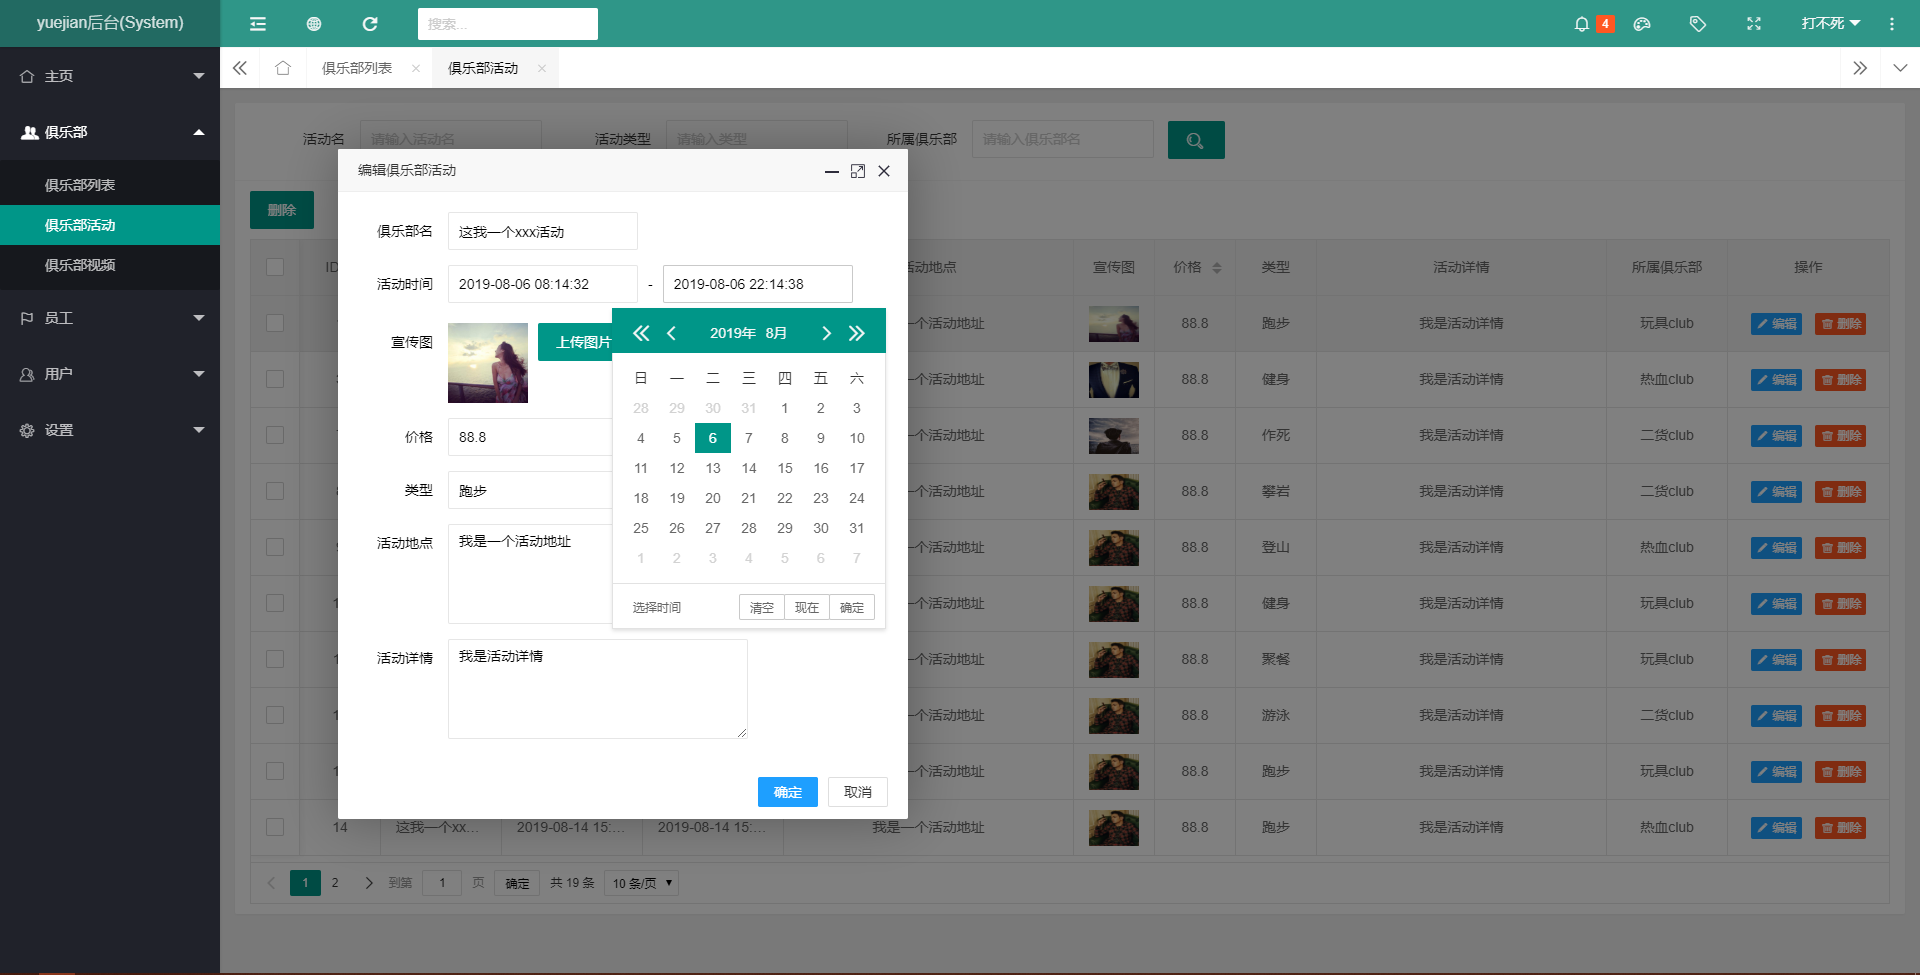 yuejian后台(System)
搜索...
4
打不死
主页
俱乐部
俱乐部列表
俱乐部活动
俱乐部视频
员工
用户
设置
俱乐部列表
俱乐部活动
活动名
请输入活动名
活动类型
请输入类型
所属俱乐部
请输入俱乐部名
删除
编辑俱乐部活动
俱乐部名
这我一个xxx活动
活动时间
2019-08-06 08:14:32
-
2019-08-06 22:14:38
宣传图
上传图片
价格
88.8
类型
跑步
活动地点
我是一个活动地址
活动详情
我是活动详情
确定
取消
2019年 8月
日 一 二 三 四 五 六
28 29 30 31 1 2 3
4 5 6 7 8 9 10
11 12 13 14 15 16 17
18 19 20 21 22 23 24
25 26 27 28 29 30 31
1 2 3 4 5 6 7
选择时间
清空 现在 确定
活动地点 宣传图 价格 类型 活动详情 所属俱乐部 操作
一个活动地址 88.8 跑步 我是活动详情 玩具club 编辑 删除
一个活动地址 88.8 健身 我是活动详情 热血club 编辑 删除
一个活动地址 88.8 作死 我是活动详情 二货club 编辑 删除
一个活动地址 88.8 攀岩 我是活动详情 二货club 编辑 删除
一个活动地址 88.8 登山 我是活动详情 热血club 编辑 删除
一个活动地址 88.8 健身 我是活动详情 玩具club 编辑 删除
一个活动地址 88.8 聚餐 我是活动详情 玩具club 编辑 删除
一个活动地址 88.8 游泳 我是活动详情 二货club 编辑 删除
一个活动地址 88.8 跑步 我是活动详情 玩具club 编辑 删除
14 这我一个xx... 2019-08-14 15:... 2019-08-14 15:... 我是一个活动地址 88.8 跑步 我是活动详情 热血club 编辑 删除
1 2 到第 1 页 确定 共 19 条 10 条/页